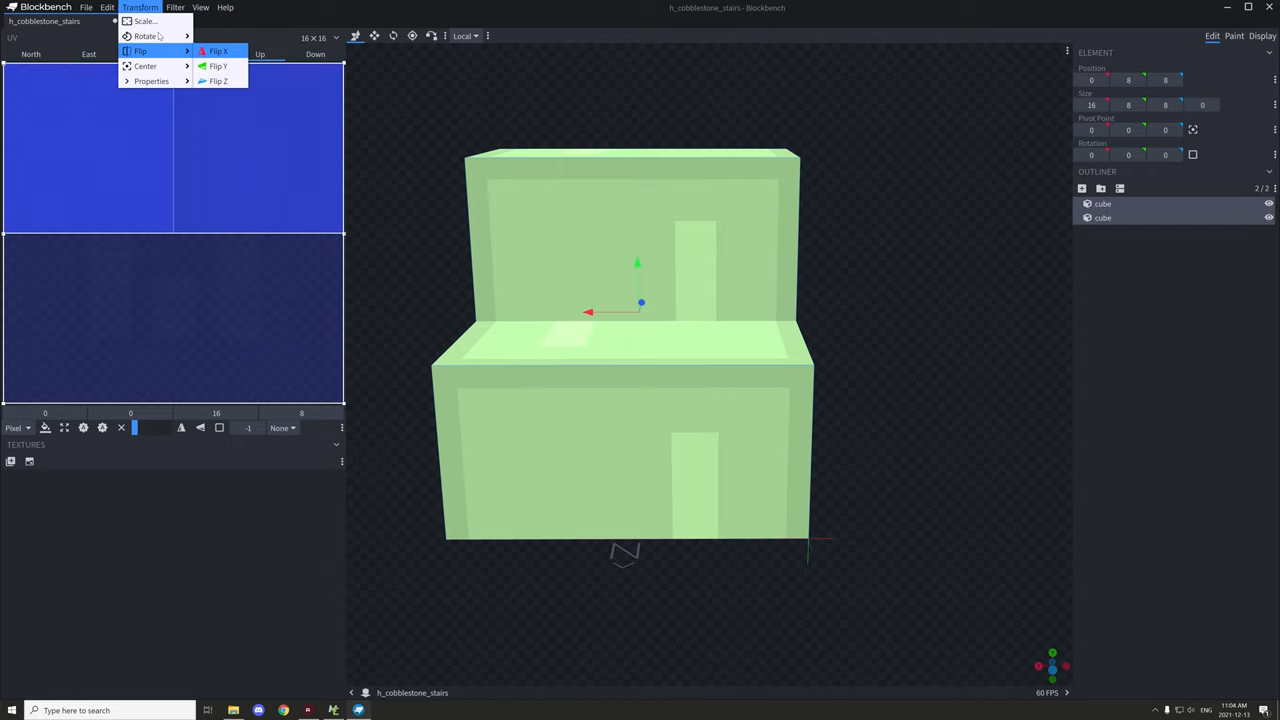 Blockbench File Edit Transform Filter View Help
h_cobblestone_stairs - Blockbench
h_cobblestone_stairs
Scale...
UV
16 × 16
Rotate
Local
Edit Paint Display
North East Up Down
Flip
Flip X
Center
Flip Y
Properties
Flip Z
ELEMENT
Position
0 8 8
Size
16 8 8 0
Pivot Point
0 0 0
Rotation
0 0 0
OUTLINER
2/2
cube
cube
N
0 0 16 8
Pixel
-1 None
TEXTURES
h_cobblestone_stairs
60 FPS
Type here to search
ENG
11:04 AM
2021-12-13